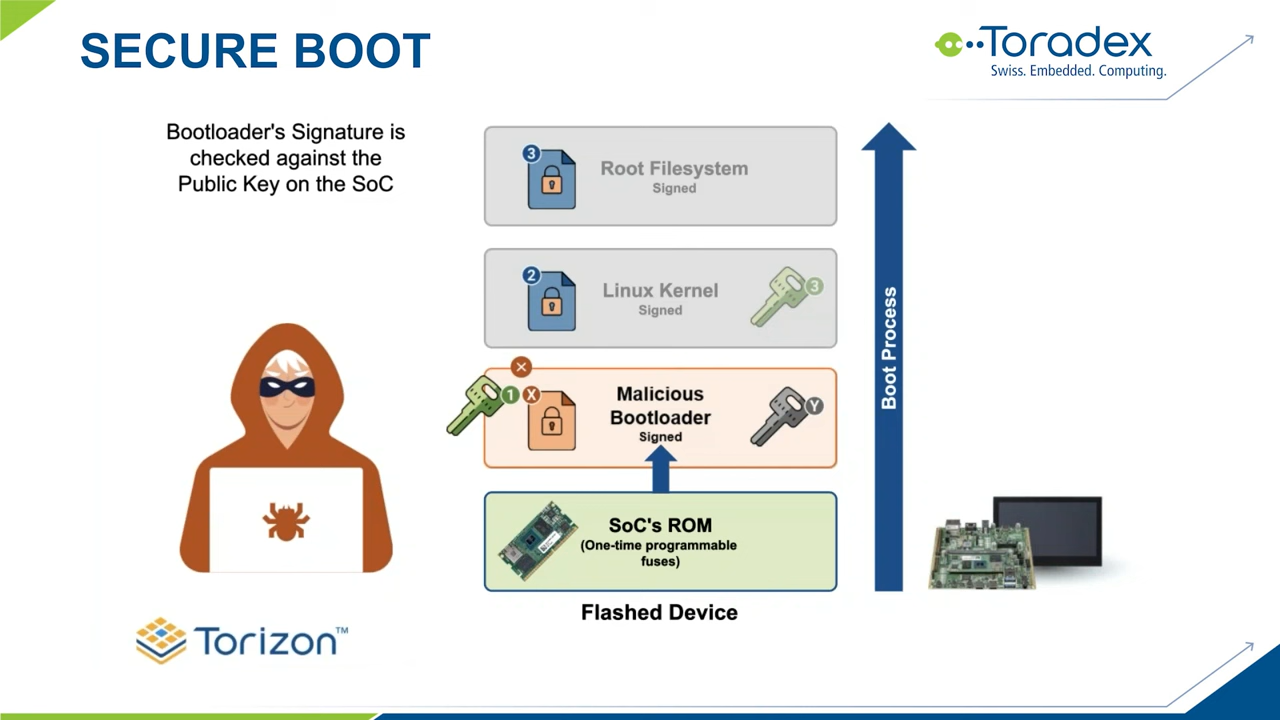 SECURE BOOT
Toradex
Swiss. Embedded. Computing.
Bootloader's Signature is
checked against the
Public Key on the SoC
3
Root Filesystem
Signed
2
Linux Kernel
Signed
3
1
X
Malicious
Bootloader
Signed
Y
SoC's ROM
(One-time programmable
fuses)
Flashed Device
Boot Process
Torizon™